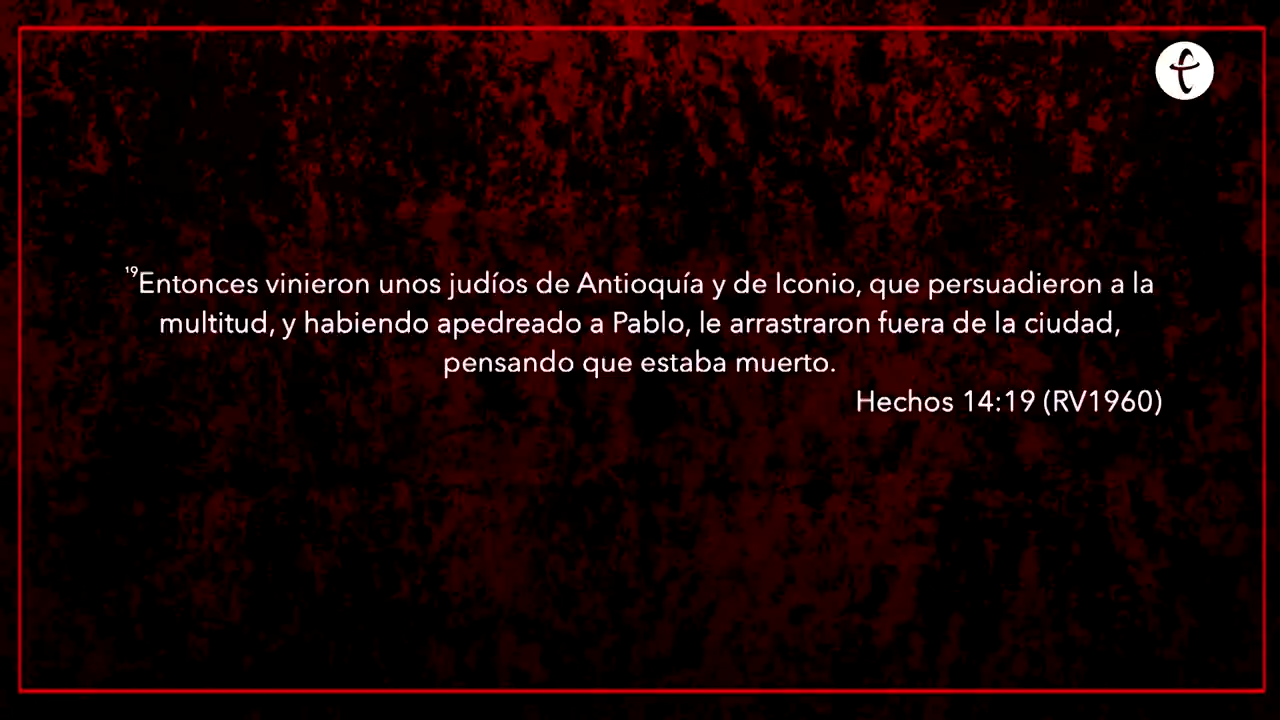 ¹⁹Entonces vinieron unos judíos de Antioquía y de Iconio, que persuadieron a la
multitud, y habiendo apedreado a Pablo, le arrastraron fuera de la ciudad,
pensando que estaba muerto.
Hechos 14:19 (RV1960)